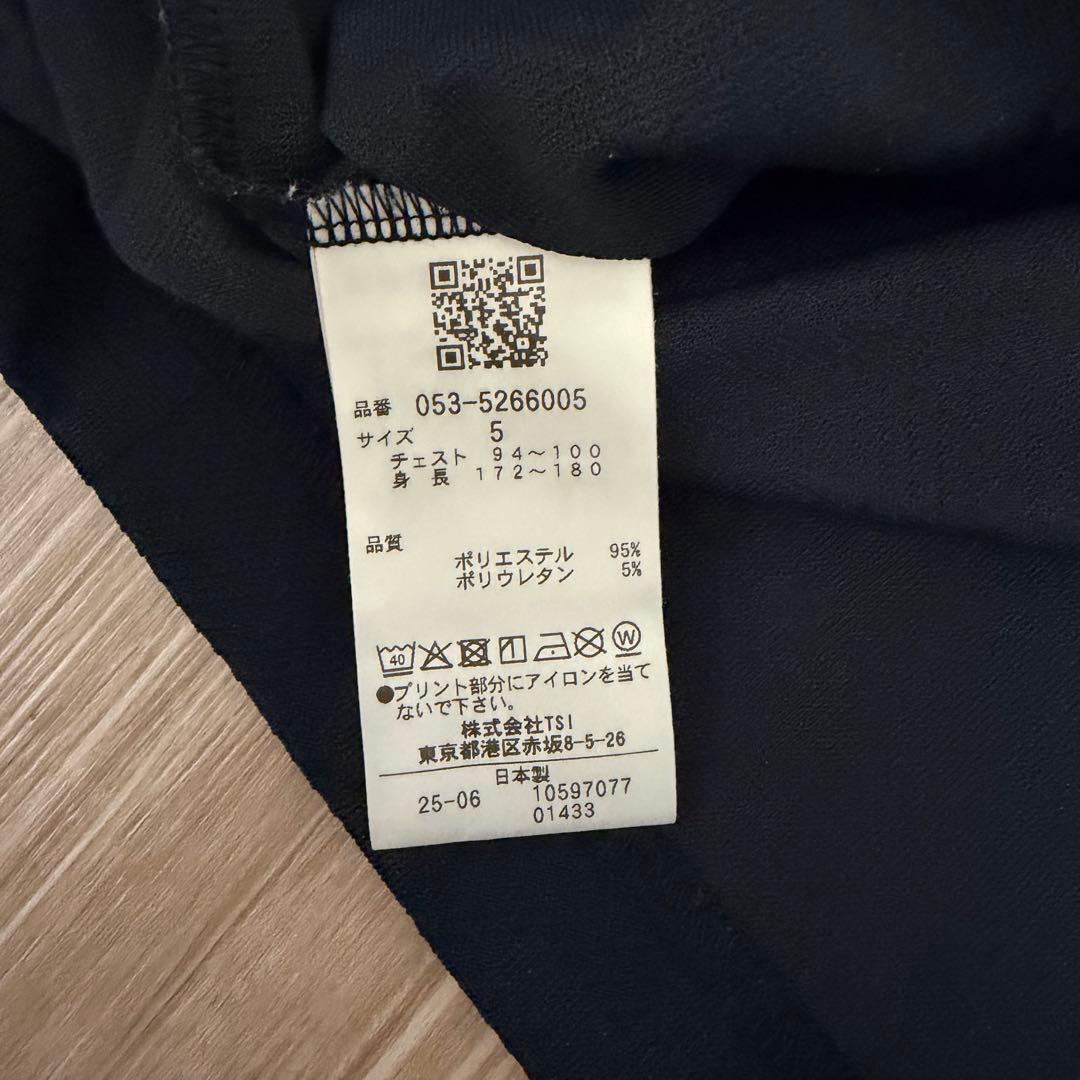 品番 053-5266005
サイズ 5
チェスト 94～100
身長 172～180
品質
ポリエステル 95%
ポリウレタン 5%
40 W
●プリント部分にアイロンを当て
ないで下さい。
株式会社TSI
東京都港区赤坂8-5-26
日本製
25-06 10597077
01433